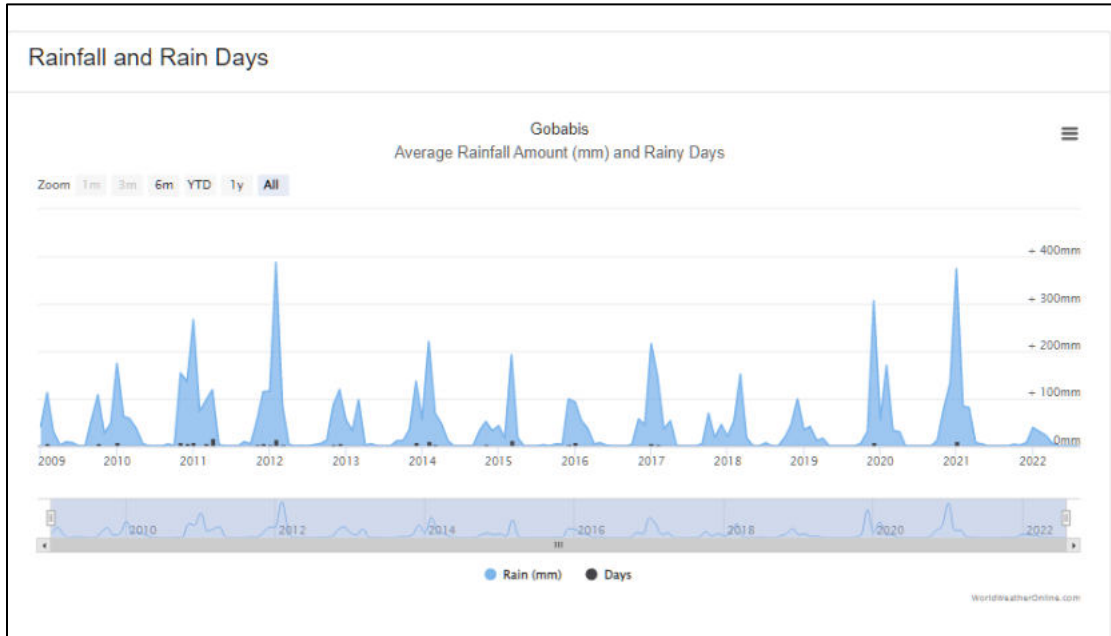 Rainfall and Rain Days
Gobabis
Average Rainfall Amount (mm) and Rainy Days
Zoom 1m 3m 6m YTD 1y All
+ 400mm
+ 300mm
+ 200mm
+ 100mm
0mm
2009 2010 2011 2012 2013 2014 2015 2016 2017 2018 2019 2020 2021 2022
2010 2012 2014 2016 2018 2020 2022
Rain (mm) Days
WorldWeatherOnline.com